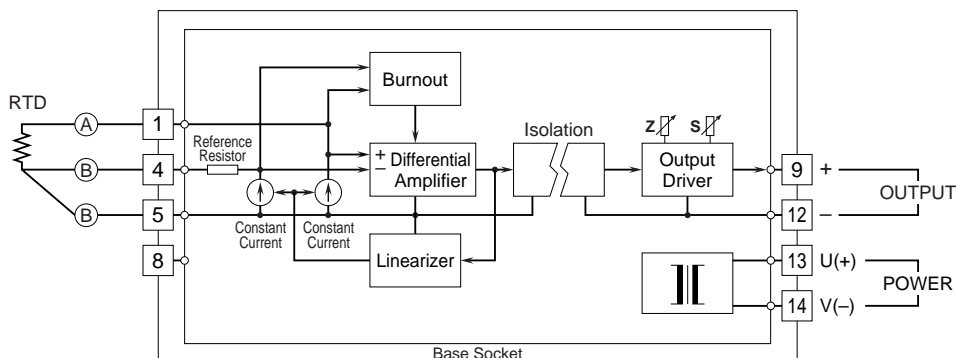 RTD
A
B
B
1
4
5
8
Reference
Resistor
Burnout
+
−
Differential
Amplifier
Constant
Current
Constant
Current
Linearizer
Isolation
Z
S
Output
Driver
9
+
12
−
OUTPUT
13
U(+)
14
V(−)
POWER
Base Socket